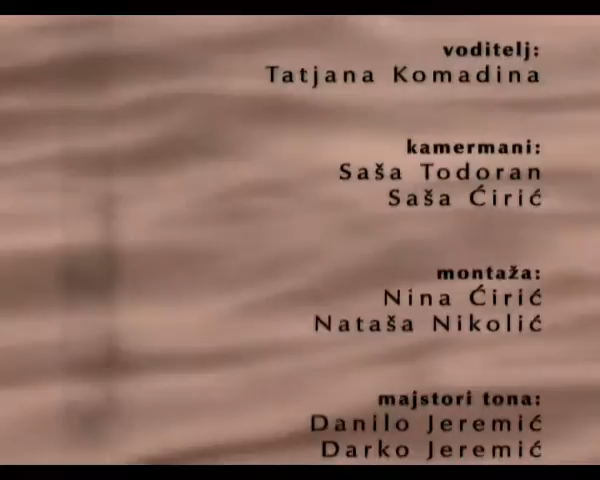 voditelj:
Tatjana Komadina
kamermani:
Saša Todoran
Saša Ćirić
montaža:
Nina Ćirić
Nataša Nikolić
majstori tona:
Danilo Jeremić
Darko Jeremić